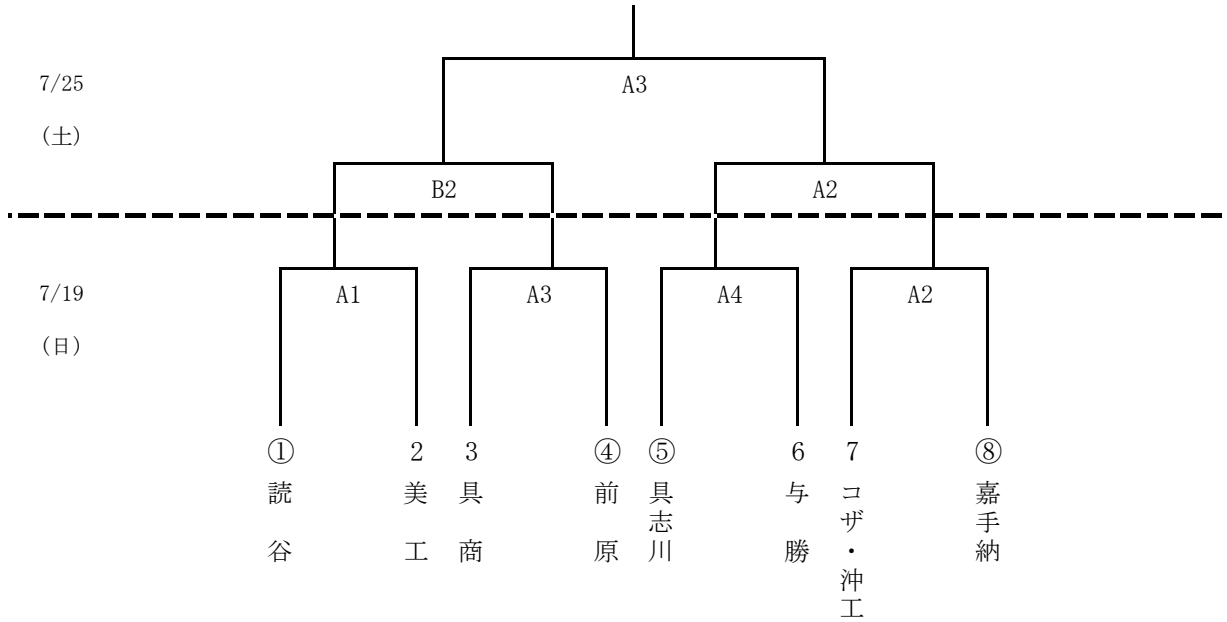 7/25
(土)
A3
B2
A2
7/19
(日)
A1
A3
A4
A2
① 読谷
2 美工
3 具商
④ 前原
⑤ 具志川
6 与勝
7 コザ・沖工
⑧ 嘉手納